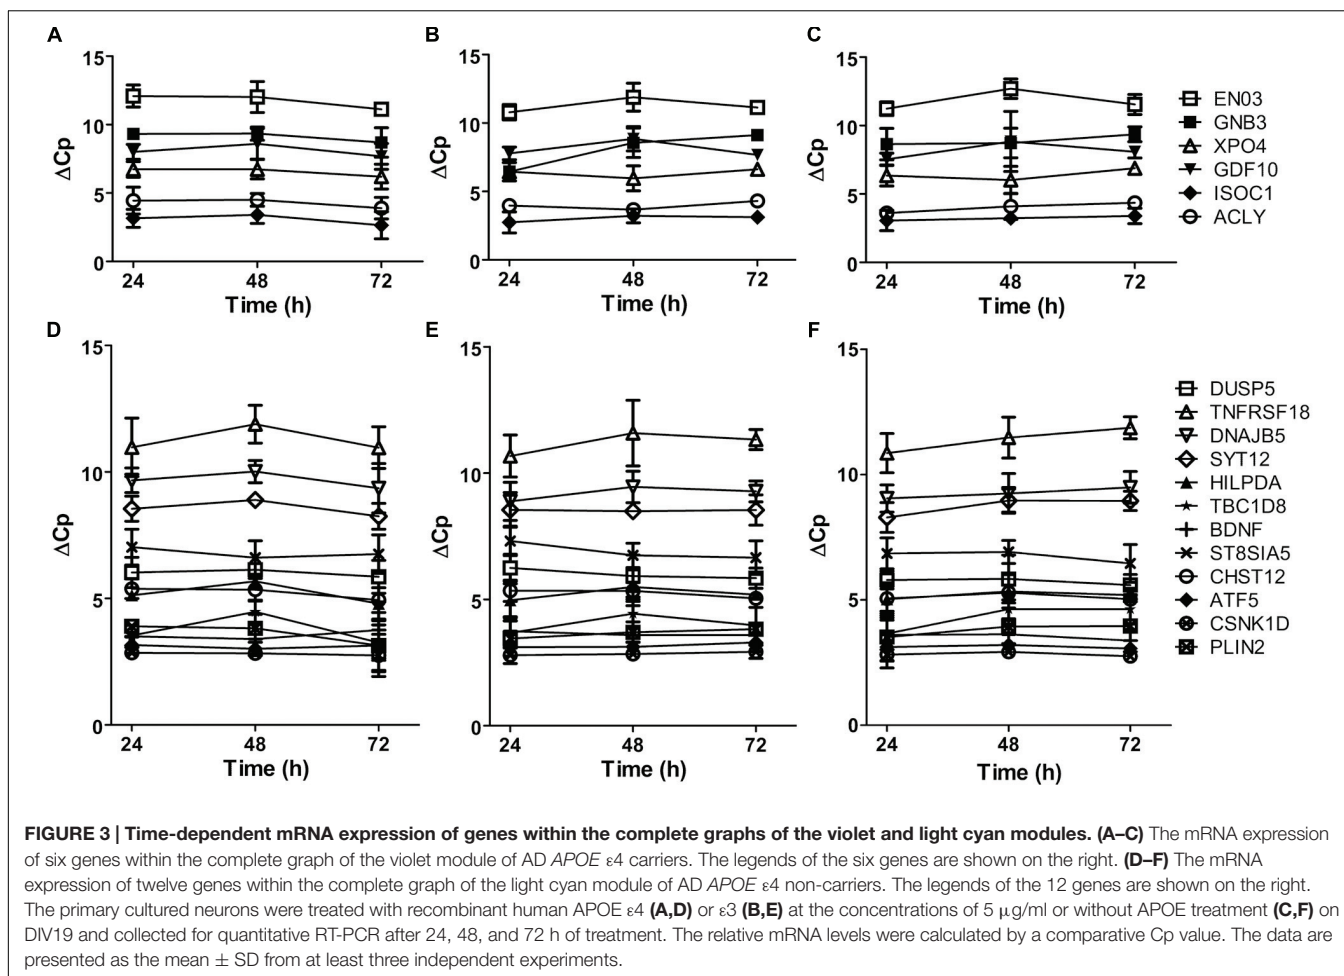 A
B
C
15
10
5
0
ΔCp
24
48
72
Time (h)
15
10
5
0
ΔCp
24
48
72
Time (h)
15
10
5
0
ΔCp
24
48
72
Time (h)
EN03
GNB3
XPO4
GDF10
ISOC1
ACLY
D
E
F
15
10
5
0
ΔCp
24
48
72
Time (h)
15
10
5
0
ΔCp
24
48
72
Time (h)
15
10
5
0
ΔCp
24
48
72
Time (h)
DUSP5
TNFRSF18
DNAJB5
SYT12
HILPDA
TBC1D8
BDNF
ST8SIA5
CHST12
ATF5
CSNK1D
PLIN2
FIGURE 3 | Time-dependent mRNA expression of genes within the complete graphs of the violet and light cyan modules. (A–C) The mRNA expression
of six genes within the complete graph of the violet module of AD APOE ε4 carriers. The legends of the six genes are shown on the right. (D–F) The mRNA
expression of twelve genes within the complete graph of the light cyan module of AD APOE ε4 non-carriers. The legends of the 12 genes are shown on the right.
The primary cultured neurons were treated with recombinant human APOE ε4 (A,D) or ε3 (B,E) at the concentrations of 5 μg/ml or without APOE treatment (C,F) on
DIV19 and collected for quantitative RT-PCR after 24, 48, and 72 h of treatment. The relative mRNA levels were calculated by a comparative Cp value. The data are
presented as the mean ± SD from at least three independent experiments.